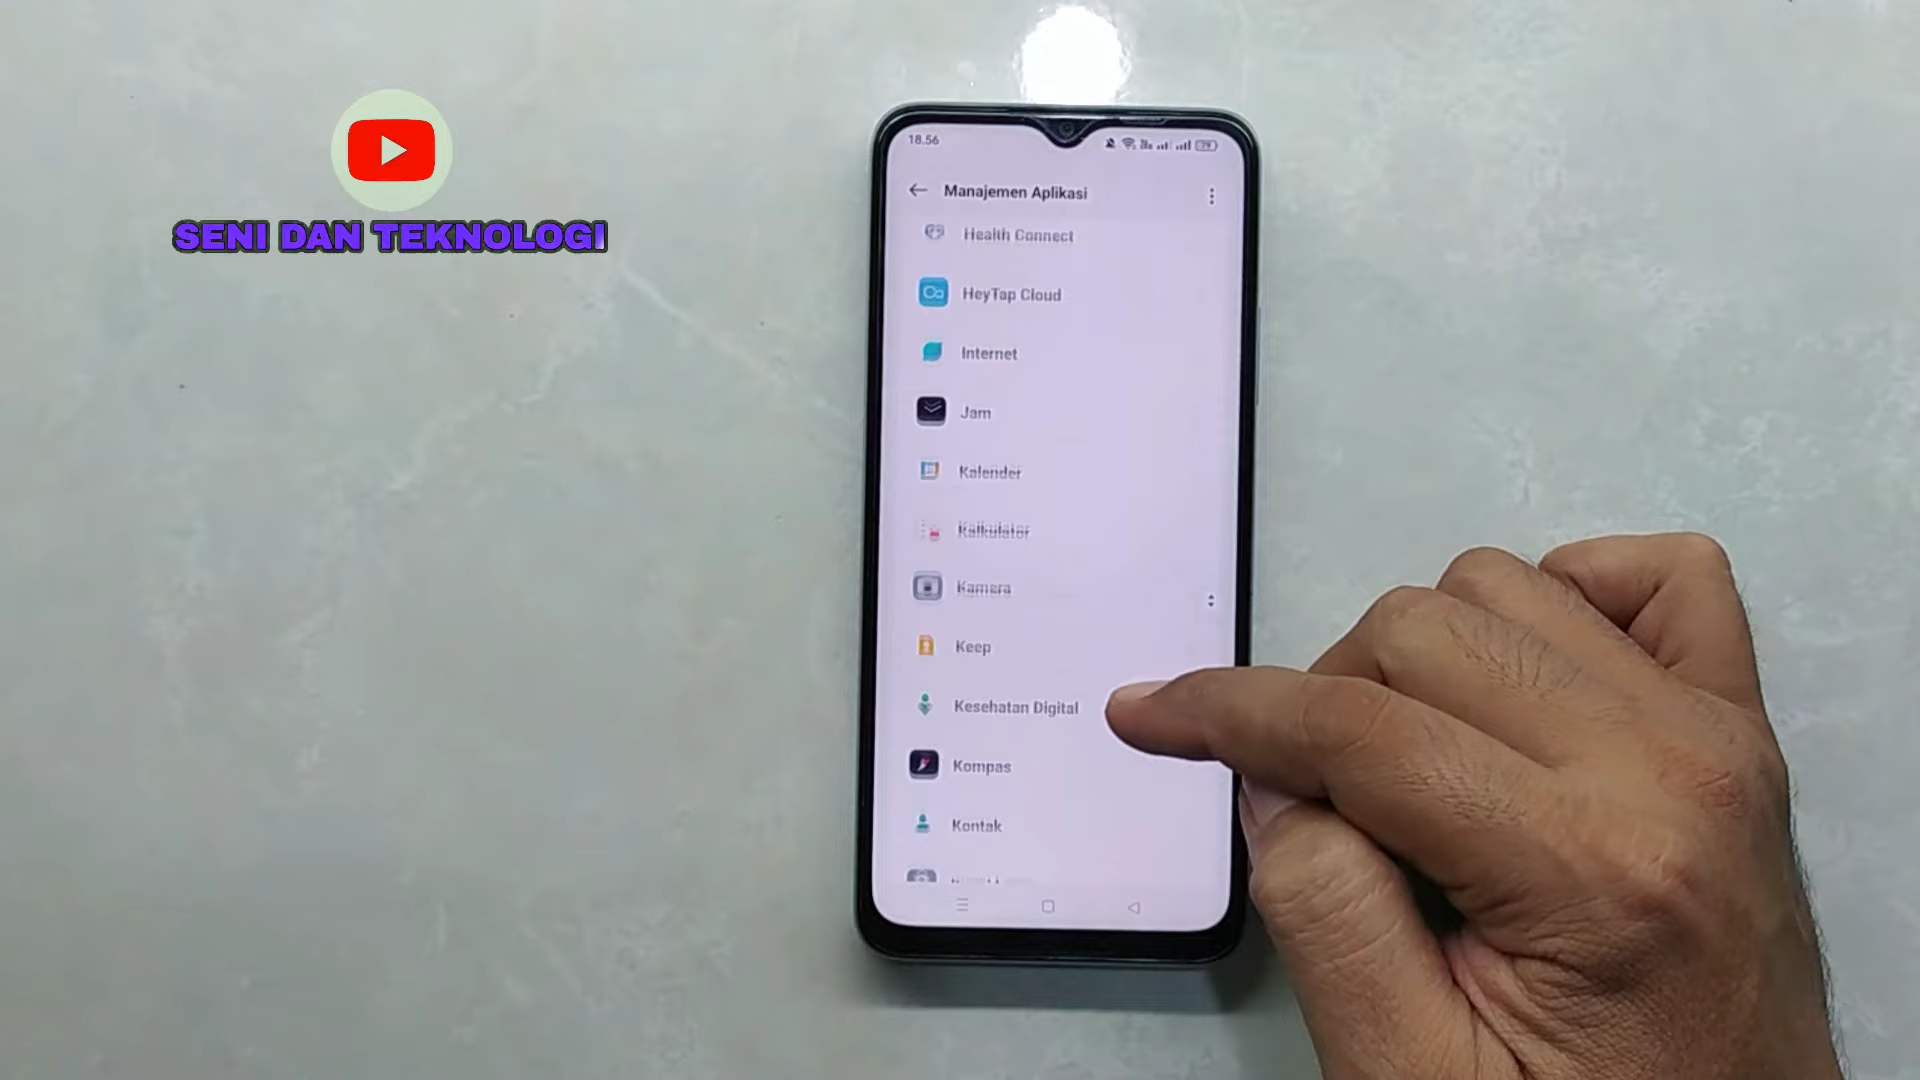 SENI DAN TEKNOLOGI
18.56
79
Manajemen Aplikasi
Health Connect
HeyTap Cloud
Internet
Jam
Kalender
Kalkulator
Kamera
Keep
Kesehatan Digital
Kompas
Kontak